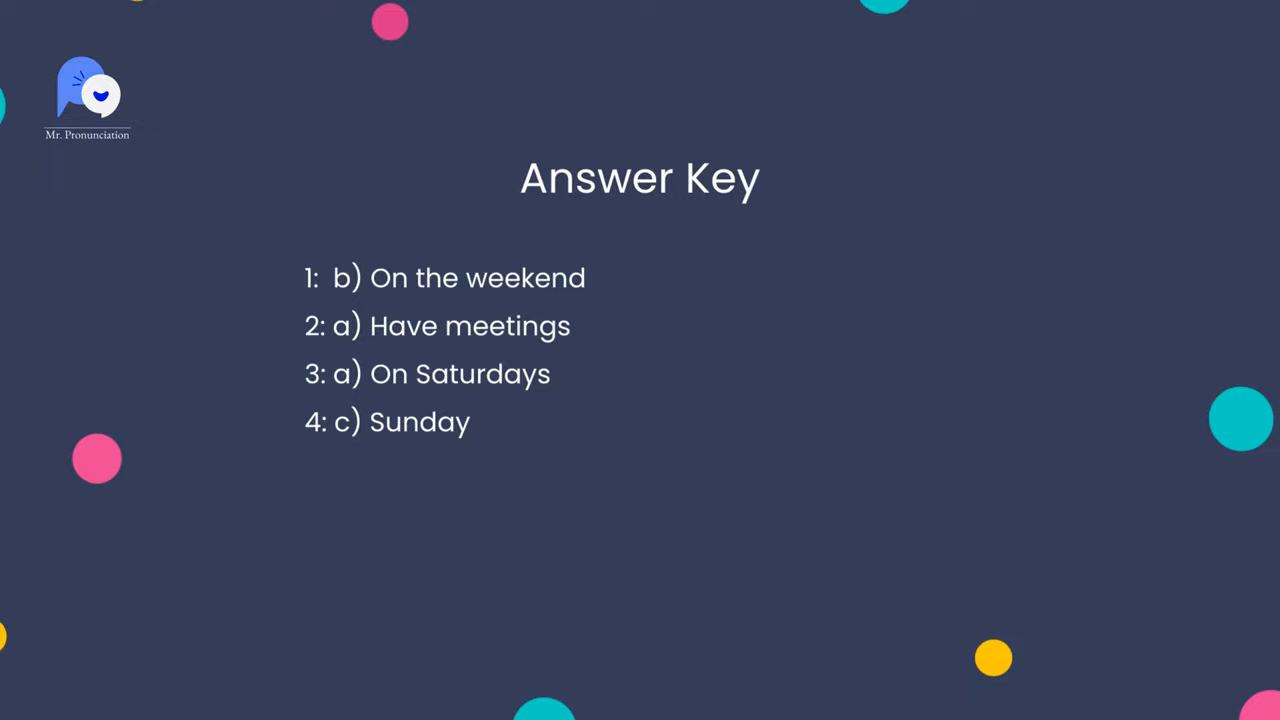 Mr. Pronunciation
Answer Key
1: b) On the weekend
2: a) Have meetings
3: a) On Saturdays
4: c) Sunday